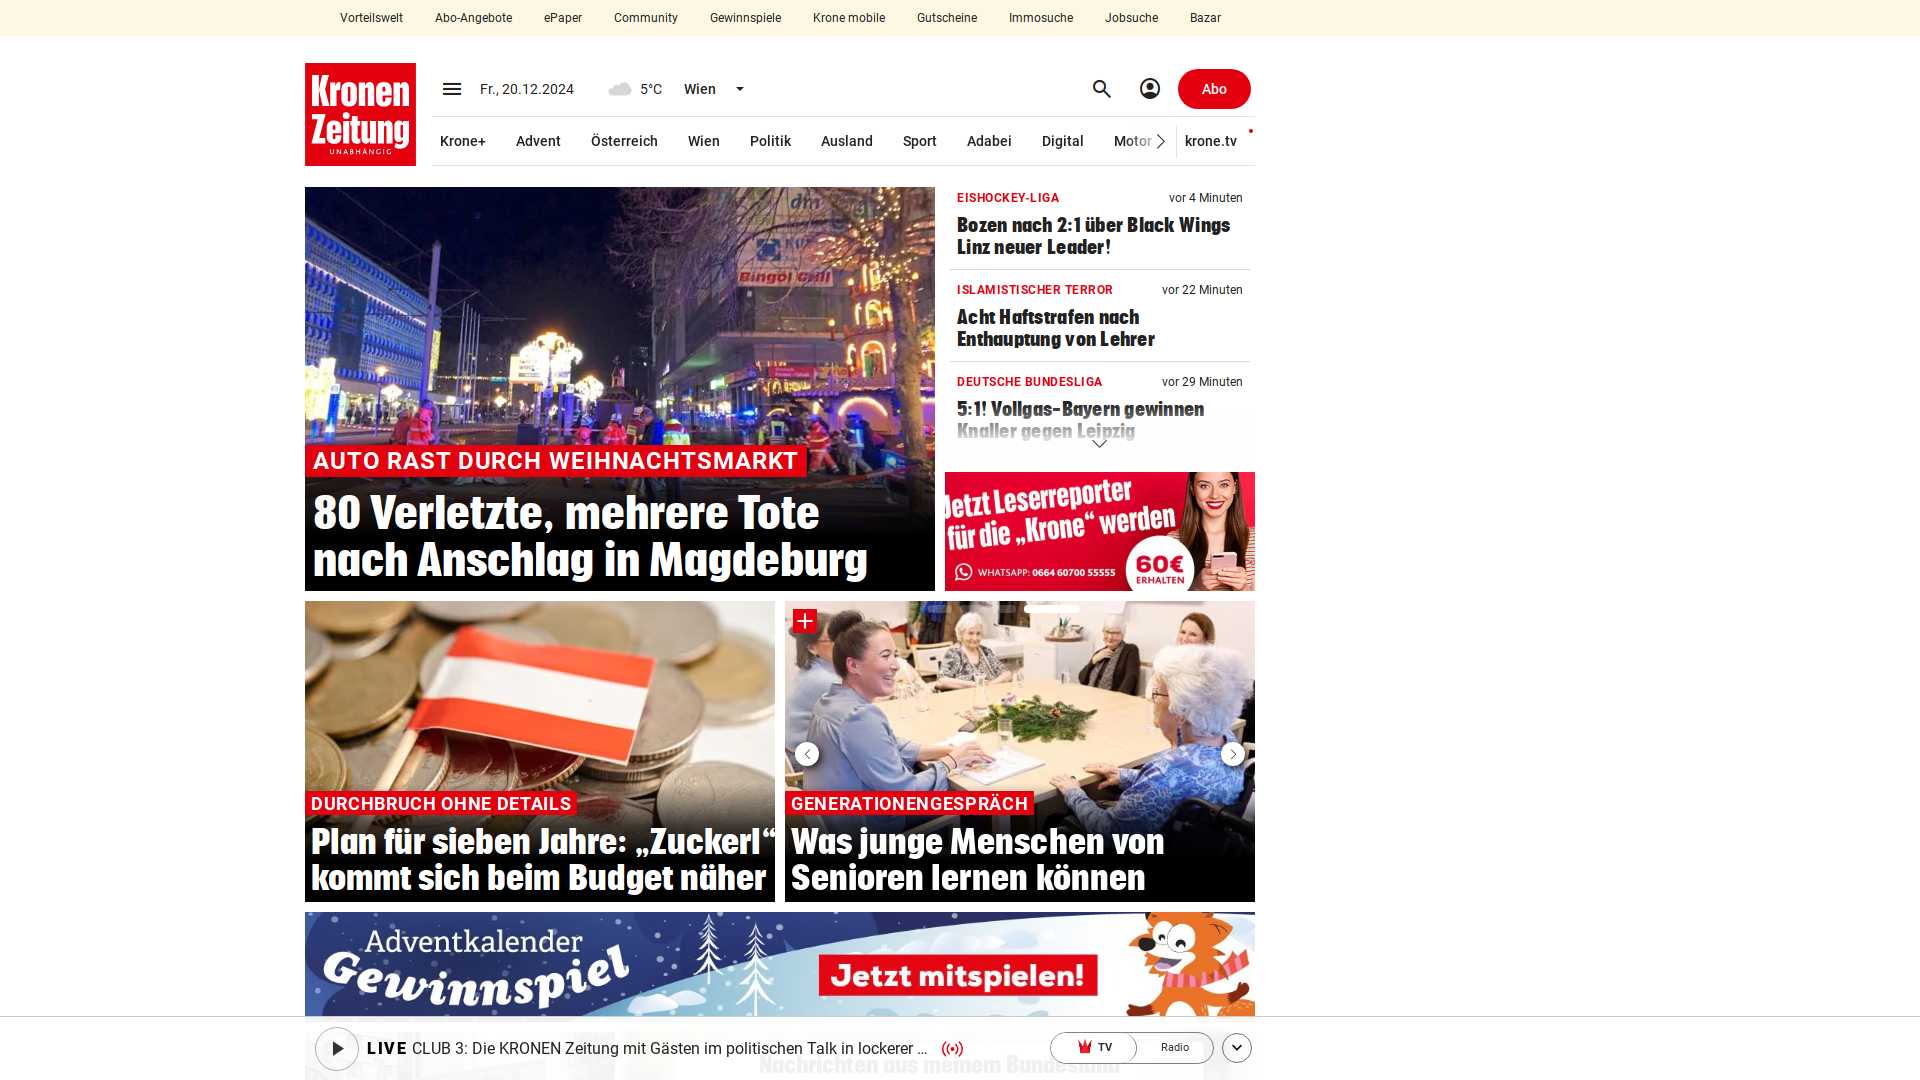 Vorteilswelt Abo-Angebote ePaper Community Gewinnspiele Krone mobile Gutscheine Immosuche Jobsuche Bazar
Kronen
Zeitung
UNABHÄNGIG
Fr., 20.12.2024 5°C Wien Abo
Krone+ Advent Österreich Wien Politik Ausland Sport Adabei Digital Motor krone.tv
dm
Bingöl Grill
AUTO RAST DURCH WEIHNACHTSMARKT
80 Verletzte, mehrere Tote
nach Anschlag in Magdeburg
EISHOCKEY-LIGA vor 4 Minuten
Bozen nach 2:1 über Black Wings
Linz neuer Leader!
ISLAMISTISCHER TERROR vor 22 Minuten
Acht Haftstrafen nach
Enthauptung von Lehrer
DEUTSCHE BUNDESLIGA vor 29 Minuten
5:1! Vollgas-Bayern gewinnen
Knaller gegen Leipzig
Jetzt Leserreporter
für die „Krone“ werden
WHATSAPP: 0664 60700 55555
60€
ERHALTEN
DURCHBRUCH OHNE DETAILS
Plan für sieben Jahre: „Zuckerl“
kommt sich beim Budget näher
GENERATIONENGESPRÄCH
Was junge Menschen von
Senioren lernen können
Adventkalender
Gewinnspiel
Jetzt mitspielen!
LIVE CLUB 3: Die KRONEN Zeitung mit Gästen im politischen Talk in lockerer ... TV Radio
Nachrichten aus meinem Bundesland